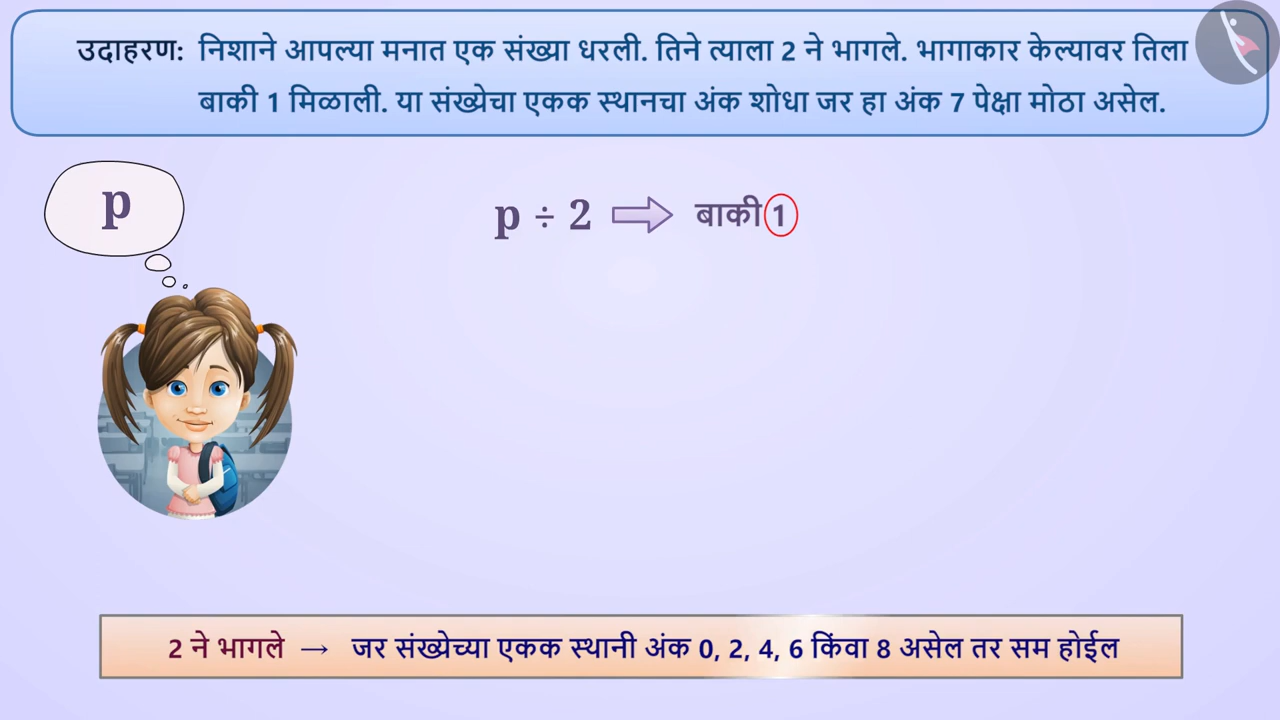 उदाहरण: निशाने आपल्या मनात एक संख्या धरली. तिने त्याला 2 ने भागले. भागाकार केल्यावर तिला
बाकी 1 मिळाली. या संख्येचा एकक स्थानचा अंक शोधा जर हा अंक 7 पेक्षा मोठा असेल.
p
p ÷ 2 ⇒ बाकी 1
2 ने भागले → जर संख्येच्या एकक स्थानी अंक 0, 2, 4, 6 किंवा 8 असेल तर सम होईल